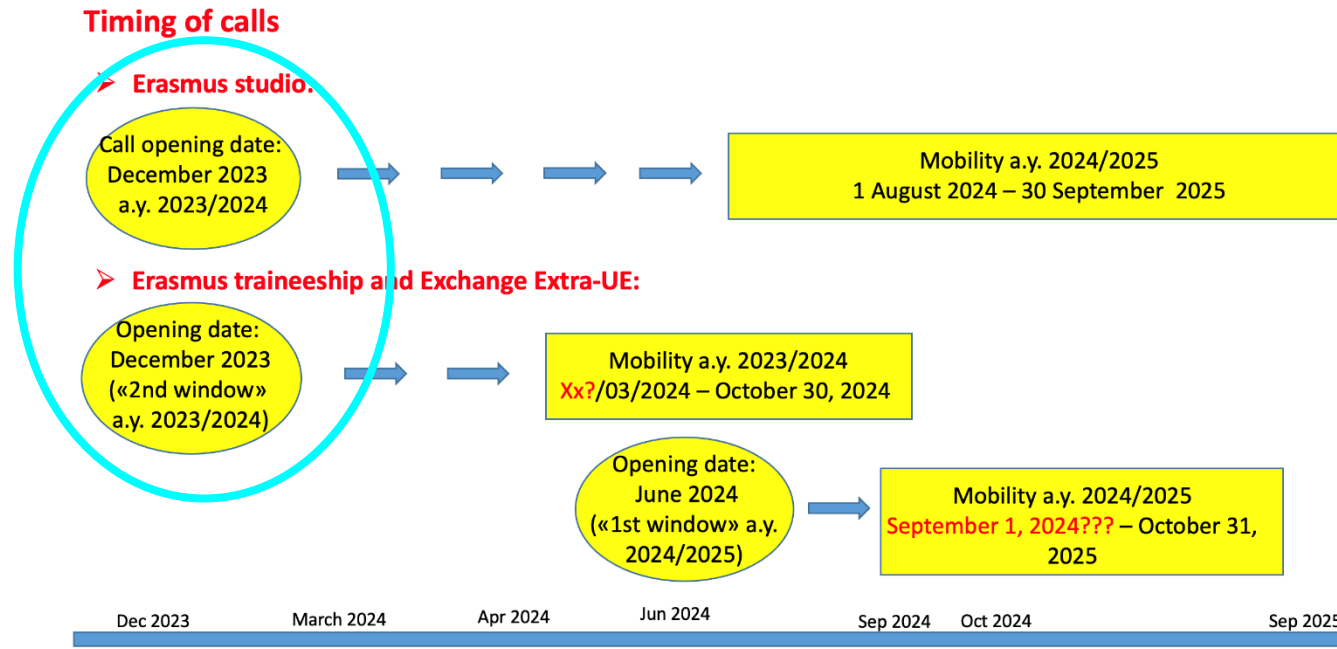 Timing of calls
➢ Erasmus studio:
Call opening date:
December 2023
a.y. 2023/2024
Mobility a.y. 2024/2025
1 August 2024 – 30 September 2025
➢ Erasmus traineeship and Exchange Extra-UE:
Opening date:
December 2023
(«2nd window»
a.y. 2023/2024)
Mobility a.y. 2023/2024
Xx?/03/2024 – October 30, 2024
Opening date:
June 2024
(«1st window» a.y.
2024/2025)
Mobility a.y. 2024/2025
September 1, 2024??? – October 31,
2025
Dec 2023 March 2024 Apr 2024 Jun 2024 Sep 2024 Oct 2024 Sep 2025